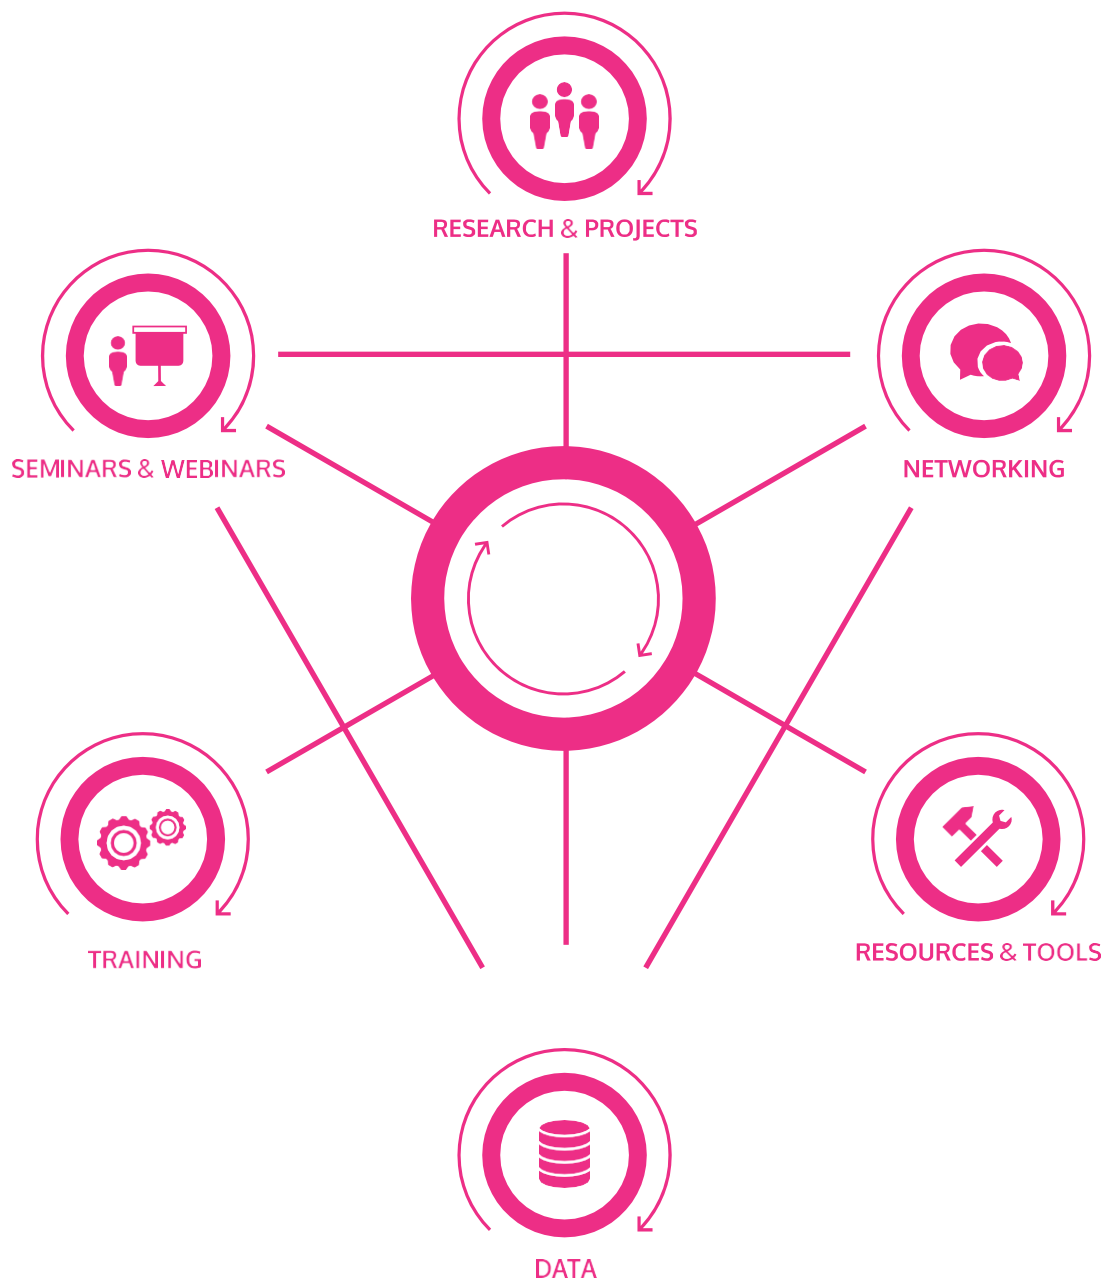 RESEARCH & PROJECTS
SEMINARS & WEBINARS
NETWORKING
TRAINING
RESOURCES & TOOLS
DATA